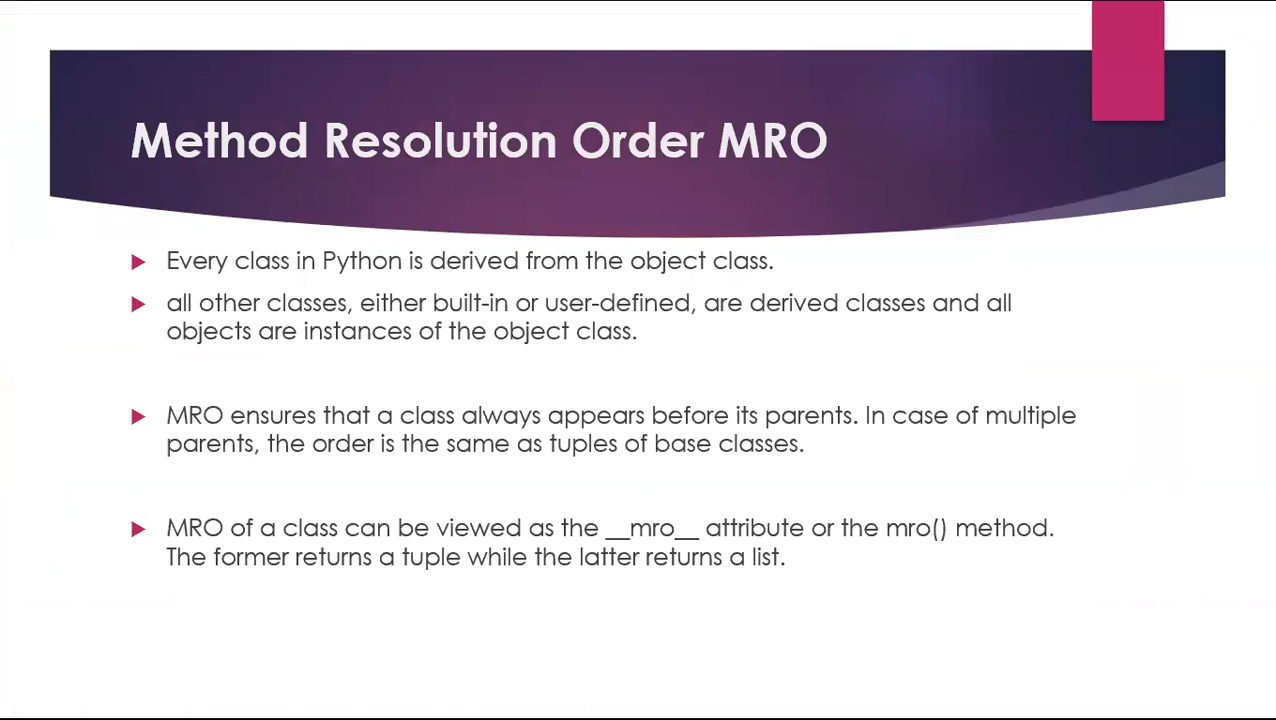 Method Resolution Order MRO
Every class in Python is derived from the object class.
all other classes, either built-in or user-defined, are derived classes and all
objects are instances of the object class.
MRO ensures that a class always appears before its parents. In case of multiple
parents, the order is the same as tuples of base classes.
MRO of a class can be viewed as the __mro__ attribute or the mro() method.
The former returns a tuple while the latter returns a list.